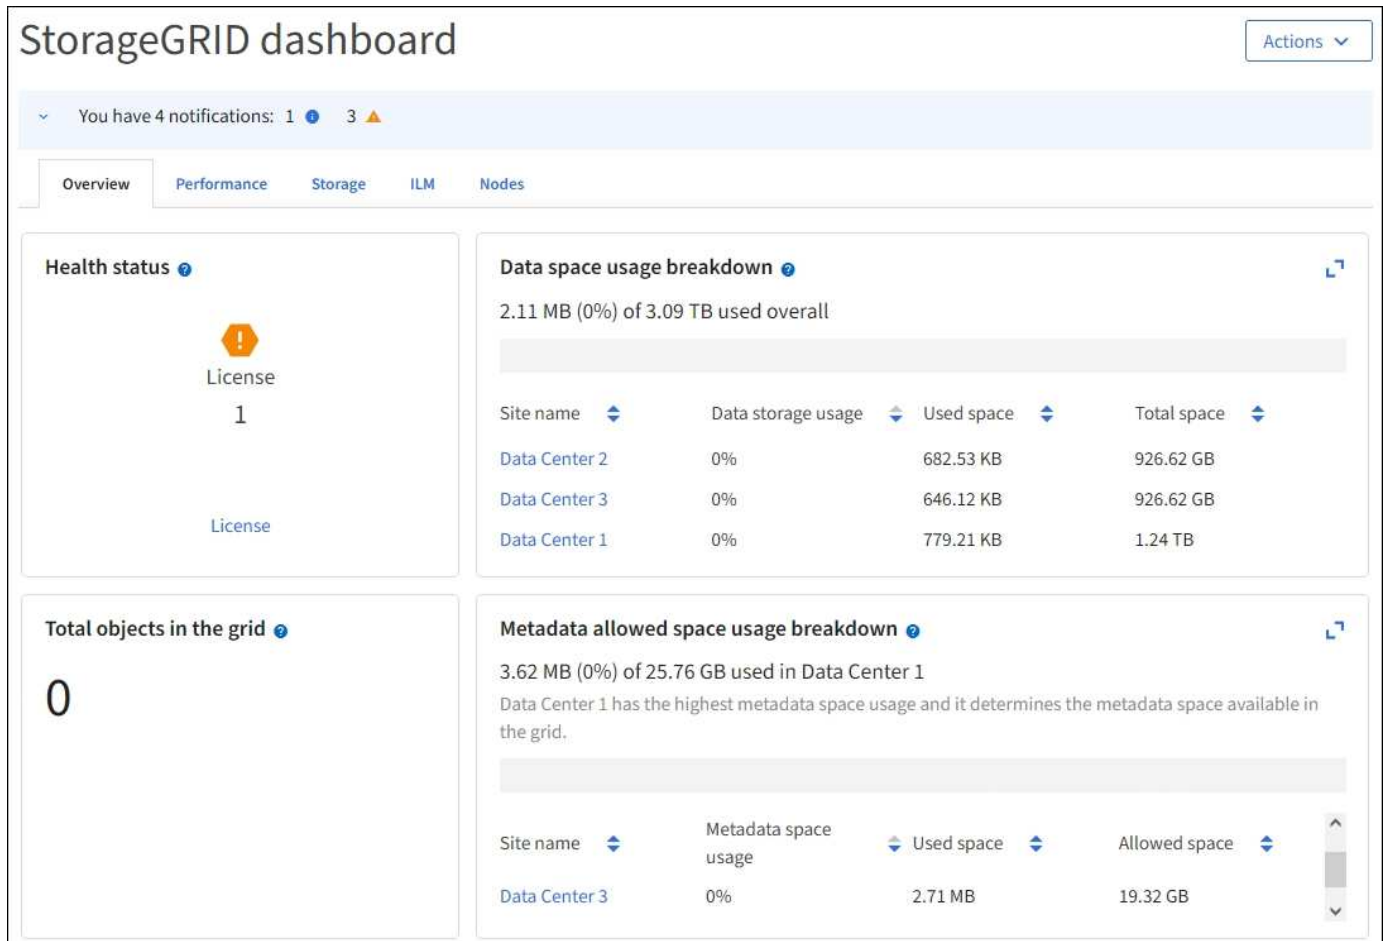 StorageGRID dashboard
Actions
You have 4 notifications: 1 3
Overview Performance Storage ILM Nodes
Health status
License
1
License
Data space usage breakdown
2.11 MB (0%) of 3.09 TB used overall
Site name Data storage usage Used space Total space
Data Center 2 0% 682.53 KB 926.62 GB
Data Center 3 0% 646.12 KB 926.62 GB
Data Center 1 0% 779.21 KB 1.24 TB
Total objects in the grid
0
Metadata allowed space usage breakdown
3.62 MB (0%) of 25.76 GB used in Data Center 1
Data Center 1 has the highest metadata space usage and it determines the metadata space available in
the grid.
Site name Metadata space usage Used space Allowed space
Data Center 3 0% 2.71 MB 19.32 GB